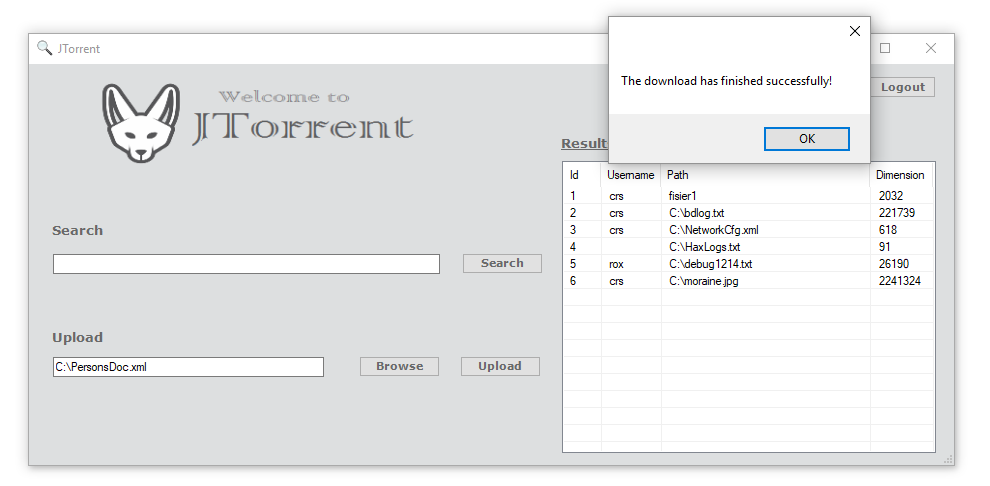 JTorrent
The download has finished successfully!
OK
Logout
Welcome to
JTorrent
Result
Id Username Path Dimension
1 crs fisier1 2032
2 crs C:\bdlog.txt 221739
3 crs C:\NetworkCfg.xml 618
4 C:\HaxLogs.txt 91
5 rox C:\debug1214.txt 26190
6 crs C:\moraine.jpg 2241324
Search
Search
Upload
C:\PersonsDoc.xml Browse Upload